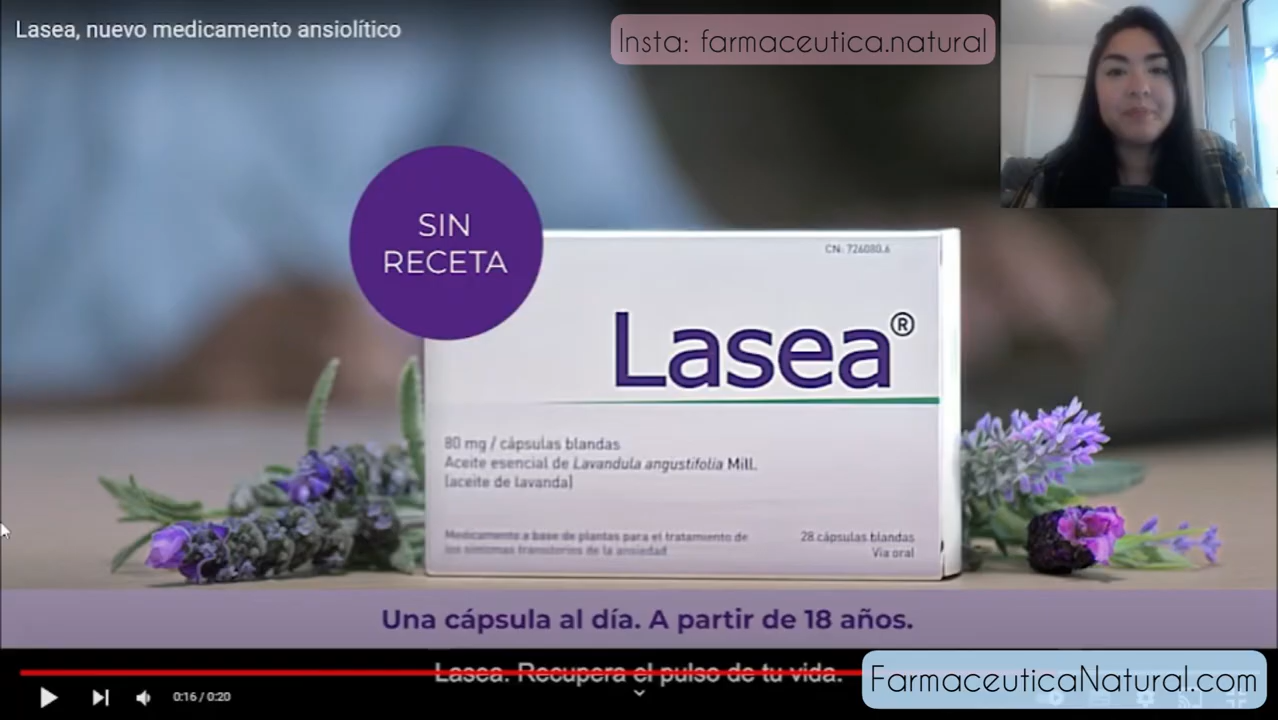 Lasea, nuevo medicamento ansiolítico
Insta: farmaceutica.natural
SIN
RECETA
CN: 726080.6
Lasea®
80 mg / cápsulas blandas
Aceite esencial de Lavandula angustifolia Mill.
(aceite de lavanda)
Medicamento a base de plantas para el tratamiento de
los síntomas transitorios de la ansiedad
28 cápsulas blandas
Vía oral
Una cápsula al día. A partir de 18 años.
Lasea. Recupera el pulso de tu vida.
FarmaceuticaNatural.com
0:16 / 0:20